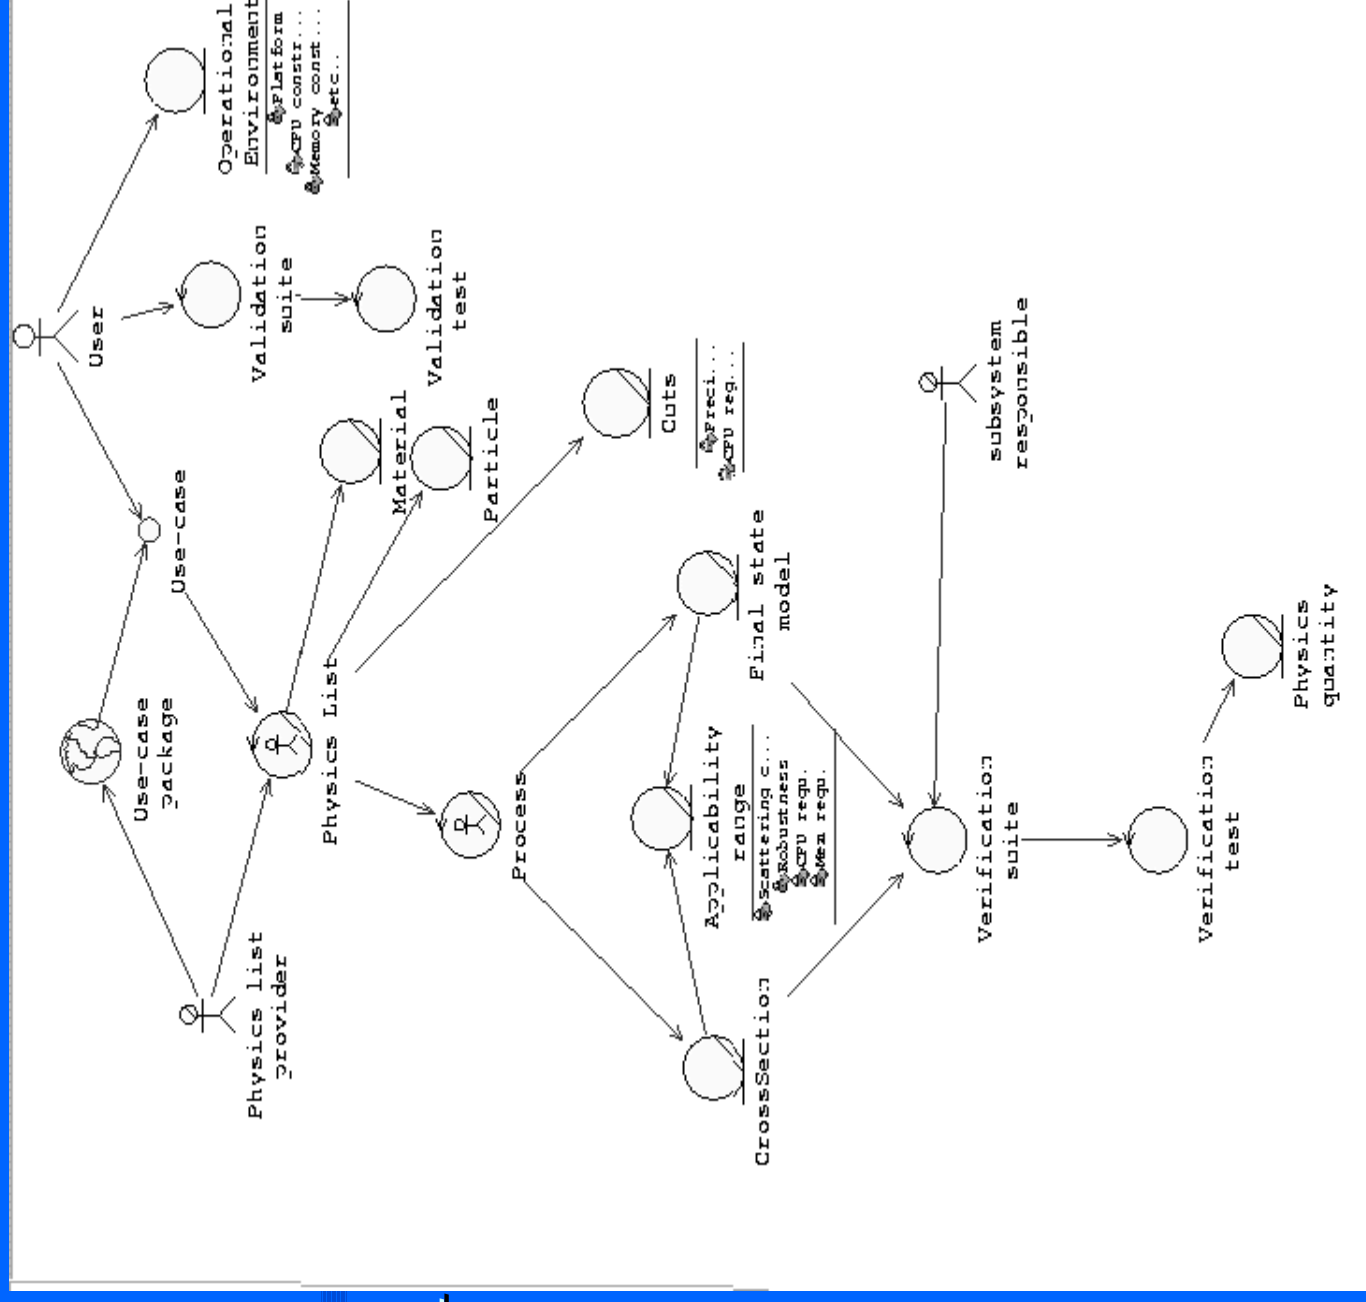 Operational
Environment
Platform
CPU constr...
Memory const...
etc..
User
Validation
suite
Validation
test
Material
Particle
Cuts
Preci...
CPU req...
Use-case
Use-case
package
Physics List
Physics list
provider
Process
Final state
model
Applicability
range
Scattering c...
Robustness
CPU requ.
Mem requ.
CrossSection
subsystem
responsible
Verification
suite
Verification
test
Physics
quantity